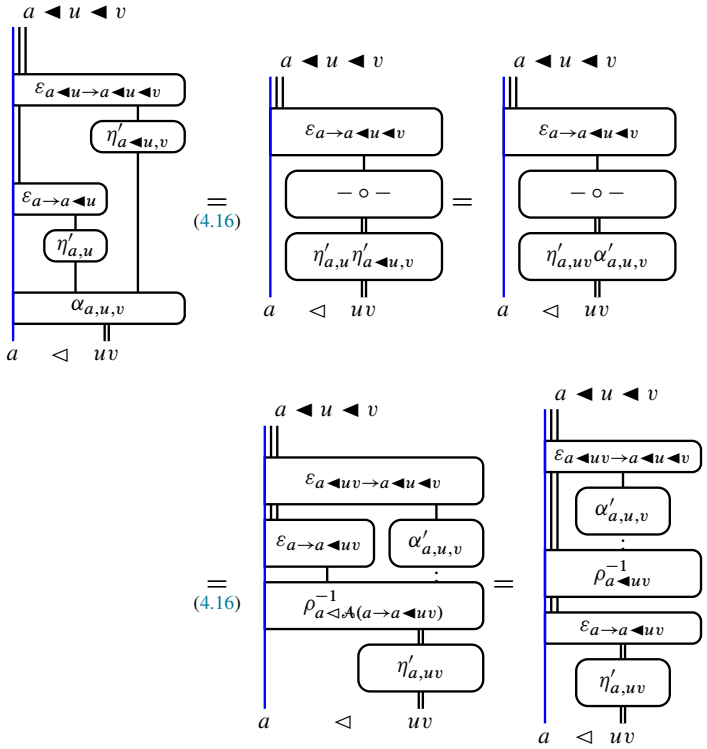 a ◄ u ◄ v
ε_{a◄u→a◄u◄v}
η′_{a◄u,v}
ε_{a→a◄u}
η′_{a,u}
α_{a,u,v}
a ◁ uv
=
(4.16)
a ◄ u ◄ v
ε_{a→a◄u◄v}
− ∘ −
η′_{a,u}η′_{a◄u,v}
a ◁ uv
=
a ◄ u ◄ v
ε_{a→a◄u◄v}
− ∘ −
η′_{a,uv}α′_{a,u,v}
a ◁ uv
=
(4.16)
a ◄ u ◄ v
ε_{a◄uv→a◄u◄v}
ε_{a→a◄uv} α′_{a,u,v}
ρ^{-1}_{a◁𝒜(a→a◄uv)}
η′_{a,uv}
a ◁ uv
=
a ◄ u ◄ v
ε_{a◄uv→a◄u◄v}
α′_{a,u,v}
ρ^{-1}_{a◄uv}
ε_{a→a◄uv}
η′_{a,uv}
a ◁ uv